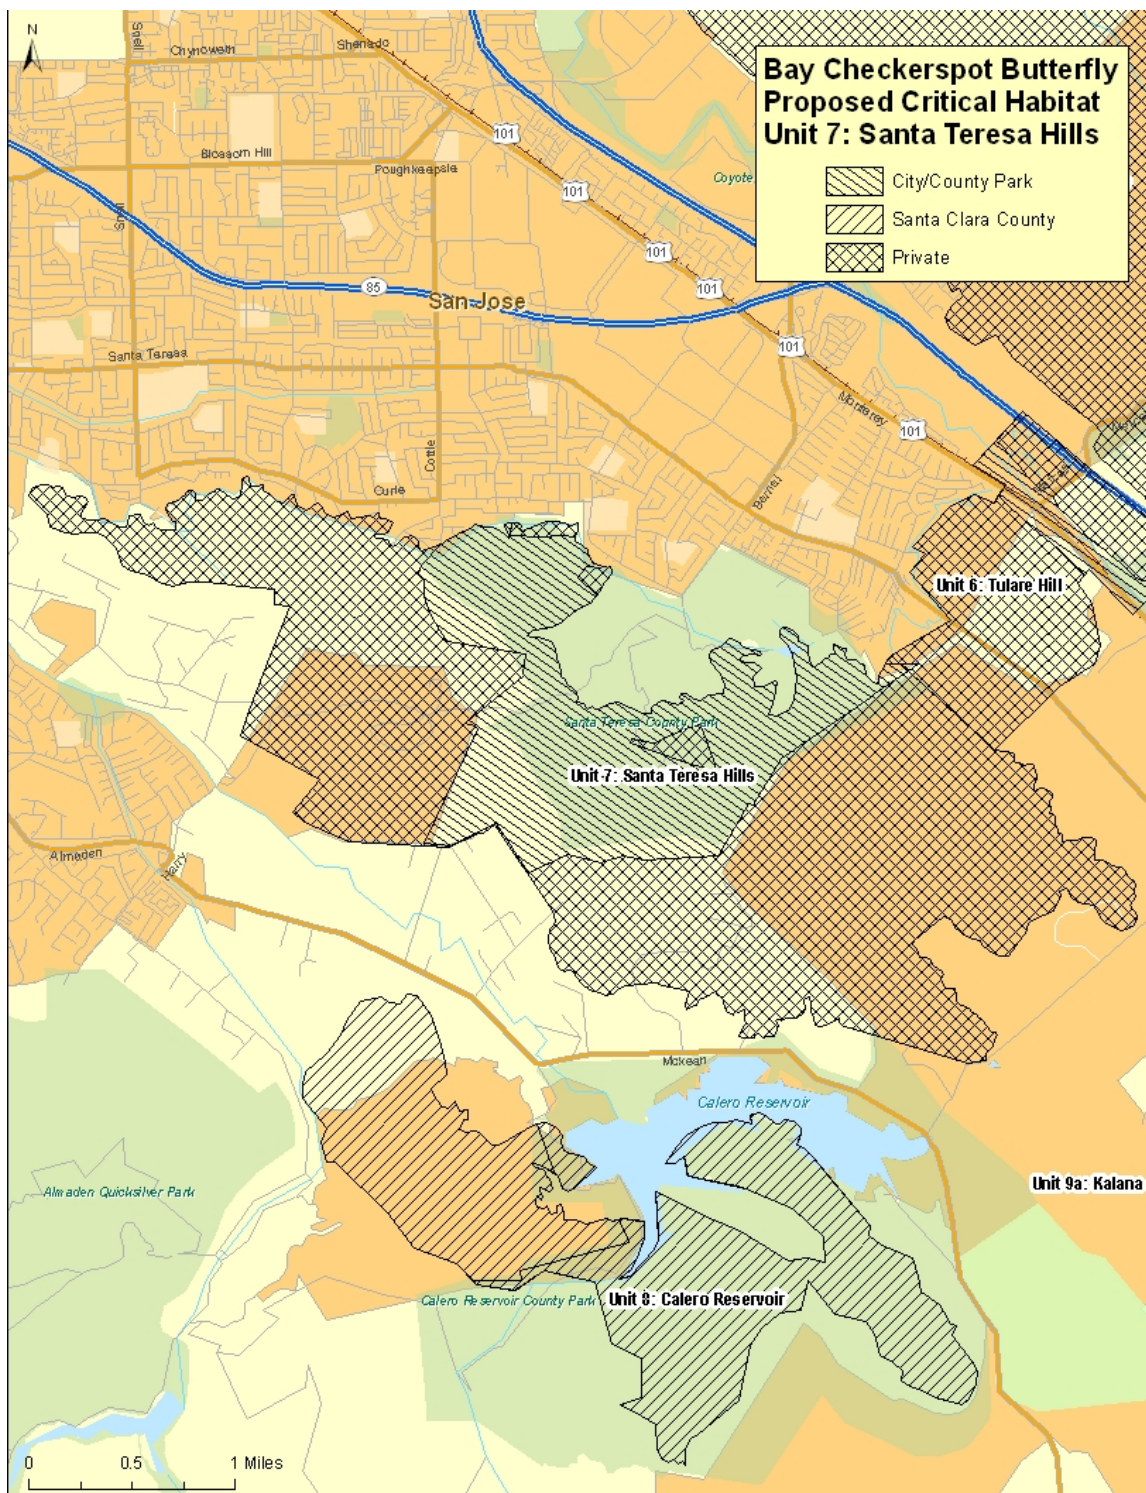 N
Snell
Chynoweth
Shenado
101
Bay Checkerspot Butterfly
Proposed Critical Habitat
Unit 7: Santa Teresa Hills
City/County Park
Santa Clara County
Private
Blossom Hill
Poughkeepsie
101
Coyote
Snell
101
85
San Jose
101
101
Santa Teresa
Monterey
101
Cottle
Curie
Bernal
Unit 6: Tulare Hill
Santa Teresa County Park
Unit 7: Santa Teresa Hills
Almaden
Harry
Mckean
Calero Reservoir
Almaden Quicksilver Park
Unit 9a: Kalana
Calero Reservoir County Park
Unit 8: Calero Reservoir
0 0.5 1 Miles